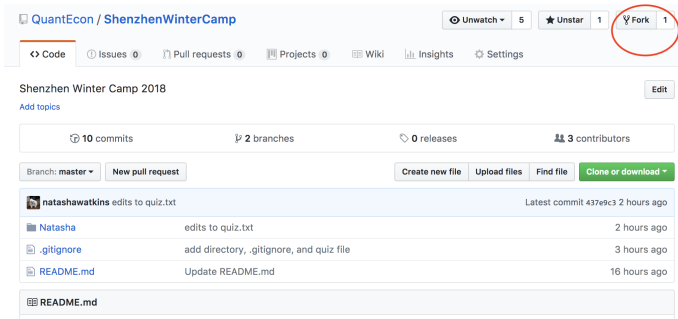 QuantEcon / ShenzhenWinterCamp Unwatch 5 Unstar 1 Fork 1
Code Issues 0 Pull requests 0 Projects 0 Wiki Insights Settings
Shenzhen Winter Camp 2018 Edit
Add topics
10 commits 2 branches 0 releases 3 contributors
Branch: master New pull request Create new file Upload files Find file Clone or download
natashawatkins edits to quiz.txt Latest commit 437e9c3 2 hours ago
Natasha edits to quiz.txt 2 hours ago
.gitignore add directory, .gitignore, and quiz file 3 hours ago
README.md Update README.md 16 hours ago
README.md